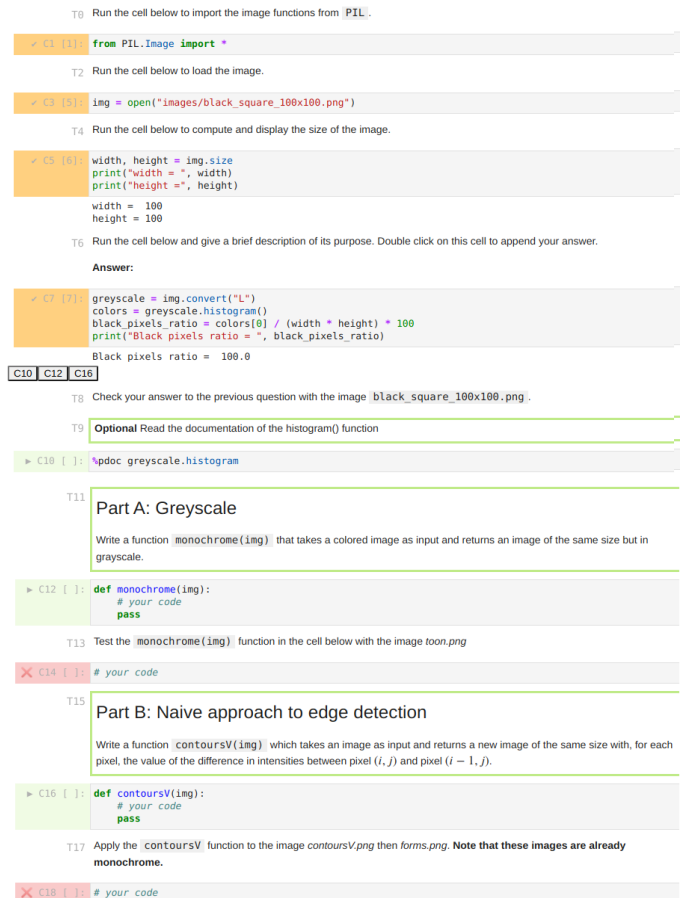 T0 Run the cell below to import the image functions from PIL .
✔ C1 [1]: from PIL.Image import *
T2 Run the cell below to load the image.
✔ C3 [5]: img = open("images/black_square_100x100.png")
T4 Run the cell below to compute and display the size of the image.
✔ C5 [6]: width, height = img.size
print("width = ", width)
print("height =", height)
width =  100
height = 100
T6 Run the cell below and give a brief description of its purpose. Double click on this cell to append your answer.
Answer:
✔ C7 [7]: greyscale = img.convert("L")
colors = greyscale.histogram()
black_pixels_ratio = colors[0] / (width * height) * 100
print("Black pixels ratio = ", black_pixels_ratio)
Black pixels ratio =  100.0
C10 C12 C16
T8 Check your answer to the previous question with the image black_square_100x100.png .
T9 Optional Read the documentation of the histogram() function
▶ C10 [ ]: %pdoc greyscale.histogram
T11
Part A: Greyscale
Write a function monochrome(img) that takes a colored image as input and returns an image of the same size but in
grayscale.
▶ C12 [ ]: def monochrome(img):
# your code
pass
T13 Test the monochrome(img) function in the cell below with the image toon.png
❌ C14 [ ]: # your code
T15
Part B: Naive approach to edge detection
Write a function contoursV(img) which takes an image as input and returns a new image of the same size with, for each
pixel, the value of the difference in intensities between pixel (i, j) and pixel (i − 1, j).
▶ C16 [ ]: def contoursV(img):
# your code
pass
T17 Apply the contoursV function to the image contoursV.png then forms.png. Note that these images are already
monochrome.
❌ C18 [ ]: # your code